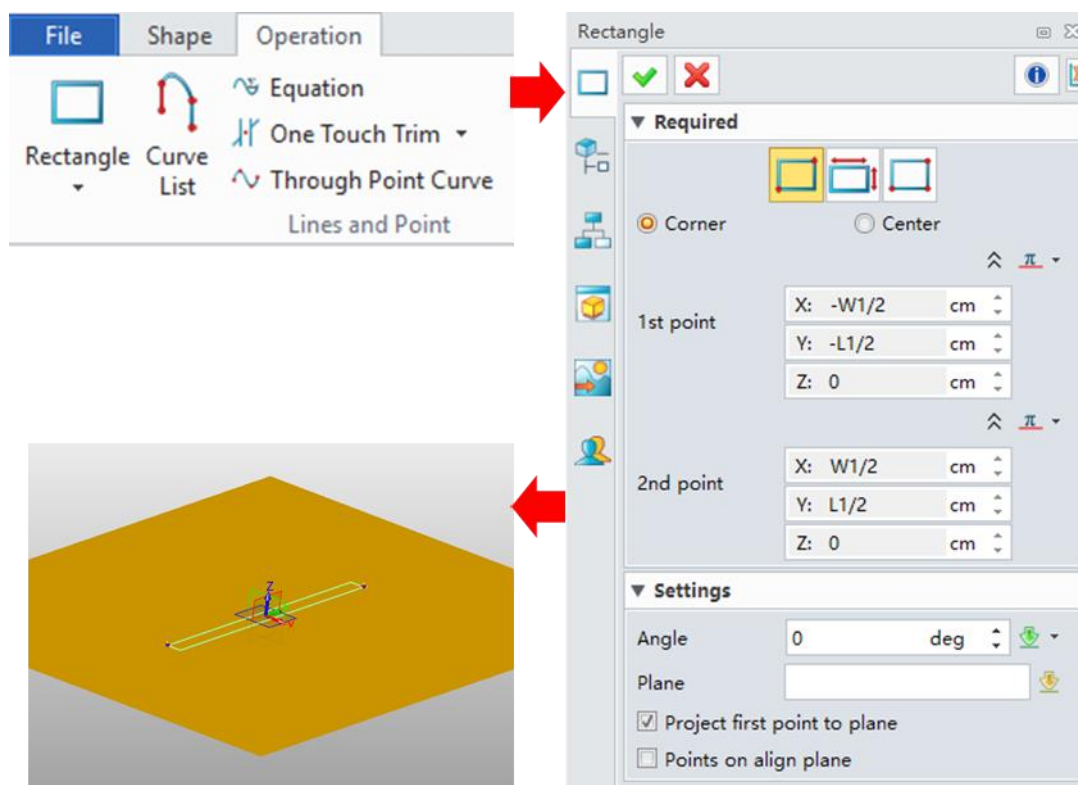 File Shape Operation
Rectangle
Curve List
Equation
One Touch Trim
Through Point Curve
Lines and Point
Rectangle
Required
Corner Center
π
1st point
X: -W1/2 cm
Y: -L1/2 cm
Z: 0 cm
π
2nd point
X: W1/2 cm
Y: L1/2 cm
Z: 0 cm
Settings
Angle 0 deg
Plane
Project first point to plane
Points on align plane
Z